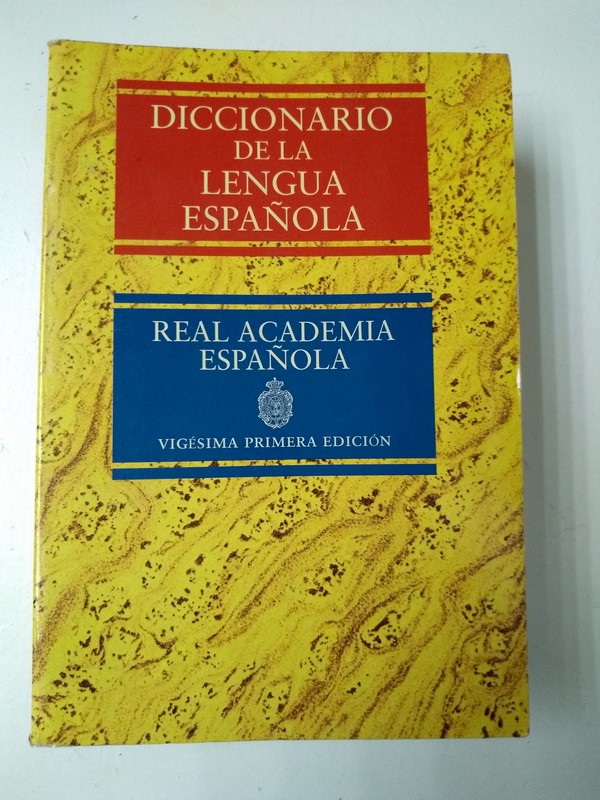 DICCIONARIO
DE LA
LENGUA
ESPAÑOLA
REAL ACADEMIA
ESPAÑOLA
VIGÉSIMA PRIMERA EDICIÓN